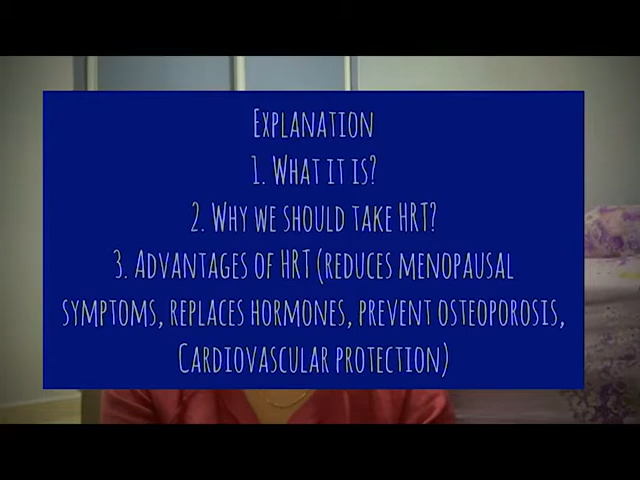 Explanation
1. What it is?
2. Why we should take HRT?
3. Advantages of HRT (reduces menopausal
symptoms, replaces hormones, prevent osteoporosis,
Cardiovascular protection)